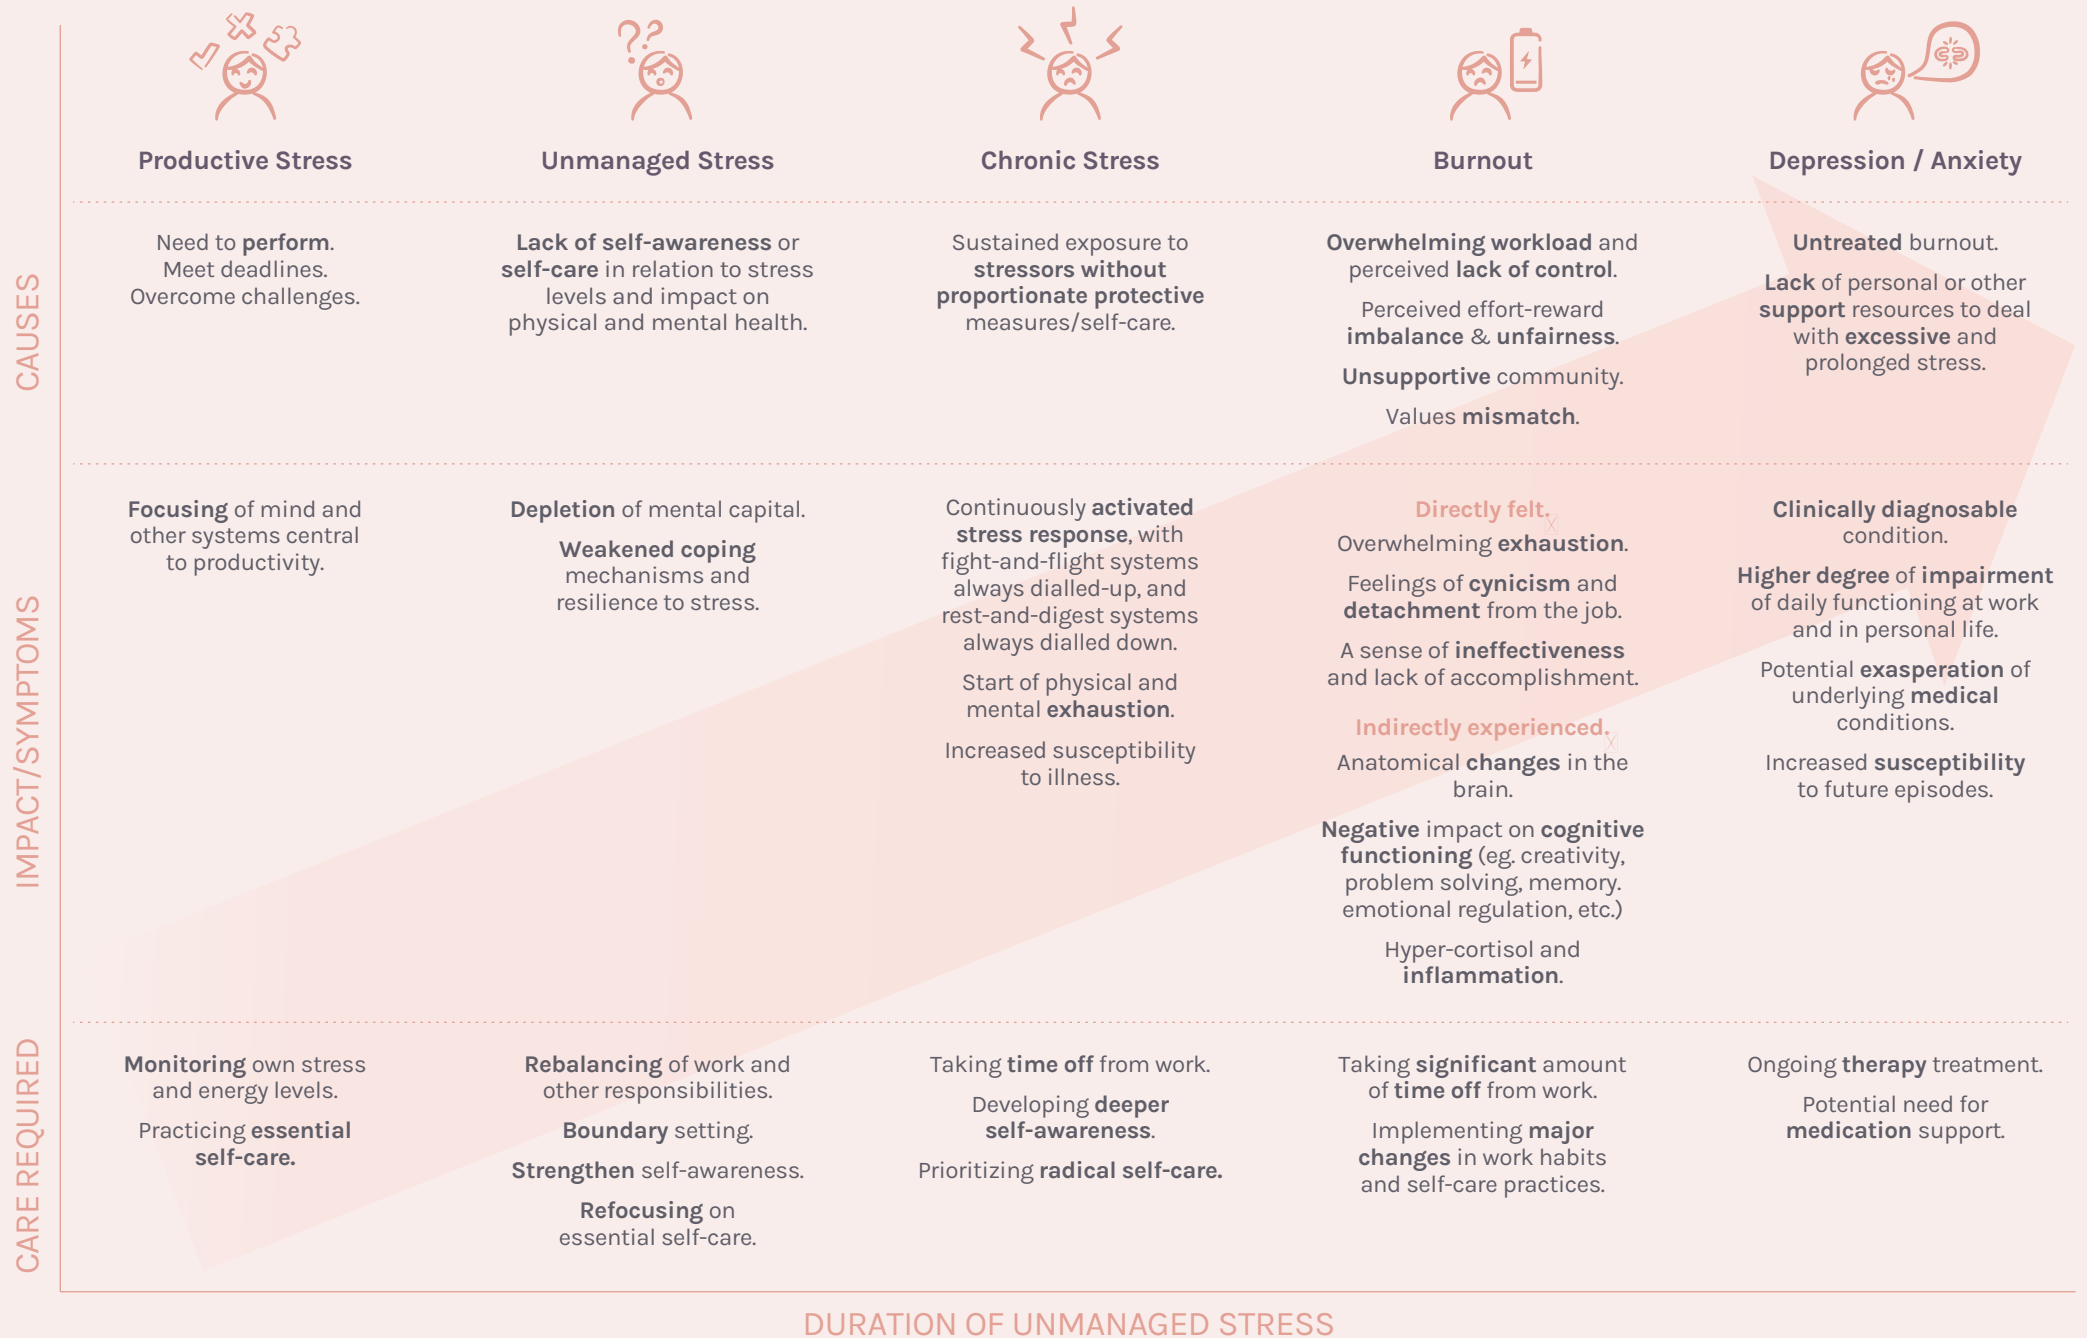 ??
Productive Stress
Unmanaged Stress
Chronic Stress
Burnout
Depression / Anxiety
CAUSES
Need to perform.
Meet deadlines.
Overcome challenges.
Lack of self-awareness or
self-care in relation to stress
levels and impact on
physical and mental health.
Sustained exposure to
stressors without
proportionate protective
measures/self-care.
Overwhelming workload and
perceived lack of control.
Perceived effort-reward
imbalance & unfairness.
Unsupportive community.
Values mismatch.
Untreated burnout.
Lack of personal or other
support resources to deal
with excessive and
prolonged stress.
IMPACT/SYMPTOMS
Focusing of mind and
other systems central
to productivity.
Depletion of mental capital.
Weakened coping
mechanisms and
resilience to stress.
Continuously activated
stress response, with
fight-and-flight systems
always dialled-up, and
rest-and-digest systems
always dialled down.
Start of physical and
mental exhaustion.
Increased susceptibility
to illness.
Directly felt.
Overwhelming exhaustion.
Feelings of cynicism and
detachment from the job.
A sense of ineffectiveness
and lack of accomplishment.
Indirectly experienced.
Anatomical changes in the
brain.
Negative impact on cognitive
functioning (eg. creativity,
problem solving, memory.
emotional regulation, etc.)
Hyper-cortisol and
inflammation.
Clinically diagnosable
condition.
Higher degree of impairment
of daily functioning at work
and in personal life.
Potential exasperation of
underlying medical
conditions.
Increased susceptibility
to future episodes.
CARE REQUIRED
Monitoring own stress
and energy levels.
Practicing essential
self-care.
Rebalancing of work and
other responsibilities.
Boundary setting.
Strengthen self-awareness.
Refocusing on
essential self-care.
Taking time off from work.
Developing deeper
self-awareness.
Prioritizing radical self-care.
Taking significant amount
of time off from work.
Implementing major
changes in work habits
and self-care practices.
Ongoing therapy treatment.
Potential need for
medication support.
DURATION OF UNMANAGED STRESS